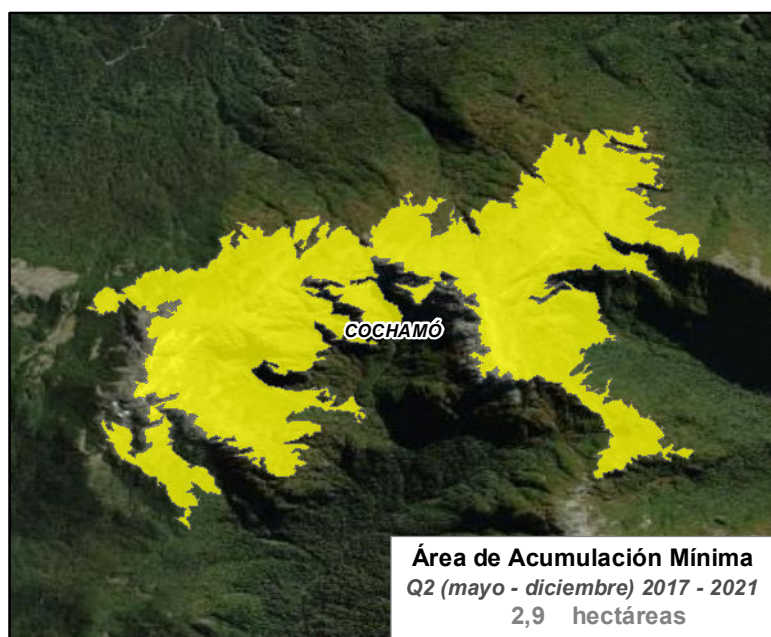 COCHAMÓ
Área de Acumulación Mínima
Q2 (mayo - diciembre) 2017 - 2021
2,9 hectáreas